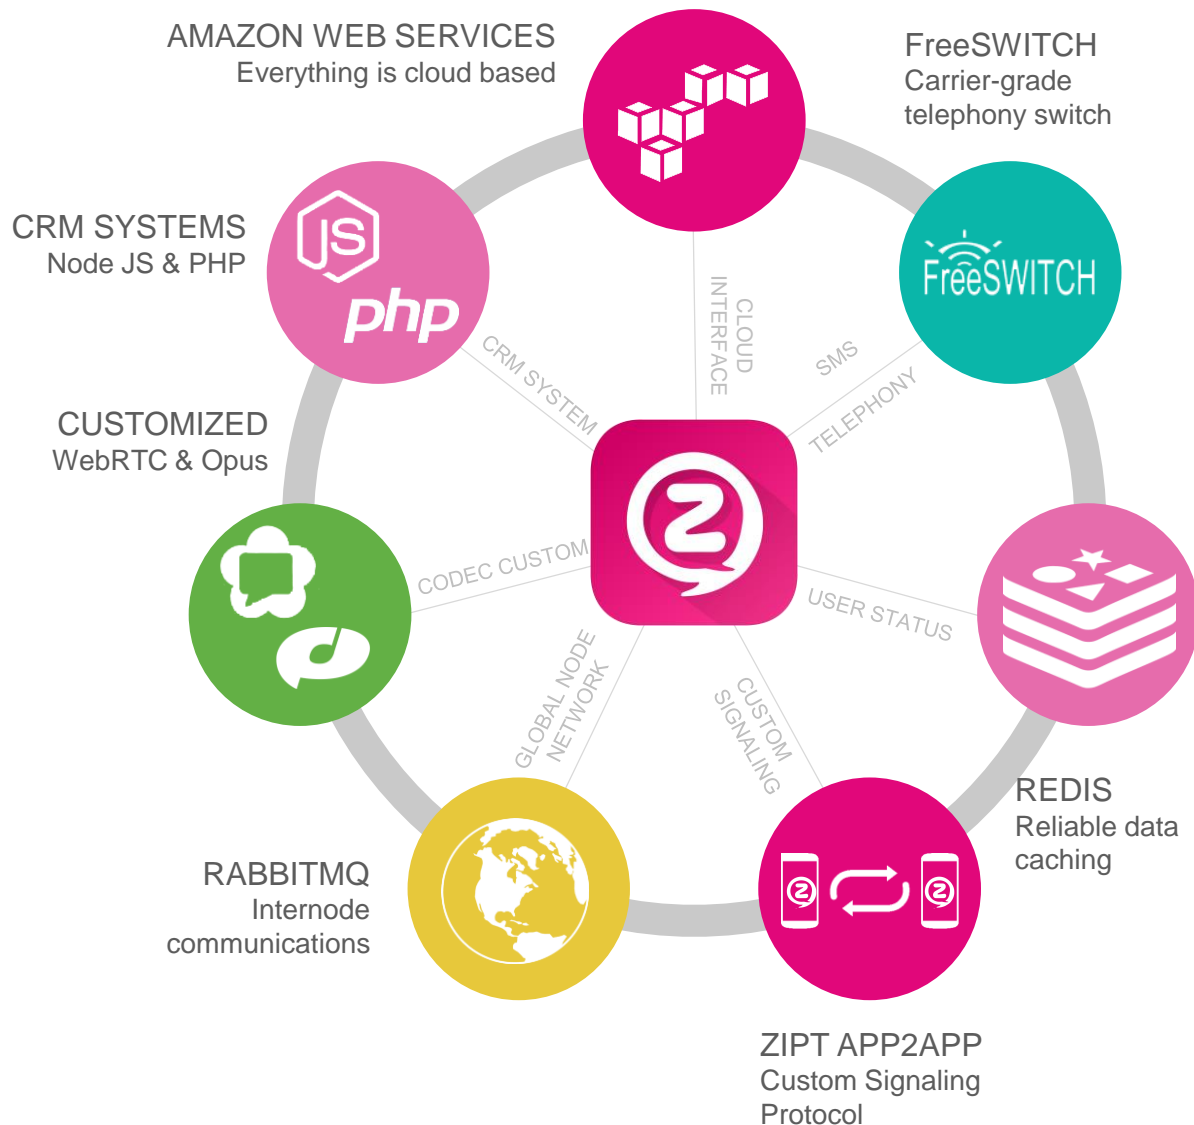 AMAZON WEB SERVICES
Everything is cloud based
FreeSWITCH
Carrier-grade
telephony switch
JS
php
FreeSWITCH
CRM SYSTEMS
Node JS & PHP
CLOUD
INTERFACE
SMS
TELEPHONY
CRM SYSTEM
CUSTOMIZED
WebRTC & Opus
Z
CODEC CUSTOM
USER STATUS
GLOBAL NODE
NETWORK
CUSTOM
SIGNALING
REDIS
Reliable data
caching
RABBITMQ
Internode
communications
Z
Z
ZIPT APP2APP
Custom Signaling
Protocol